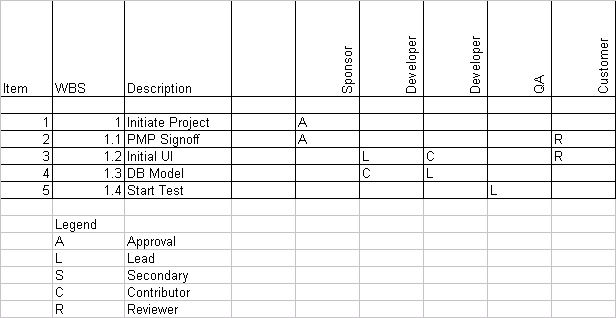 Item WBS Description Sponsor Developer Developer QA Customer
1 1 Initiate Project A
2 1.1 PMP Signoff A R
3 1.2 Initial UI L C R
4 1.3 DB Model C L
5 1.4 Start Test L
Legend
A Approval
L Lead
S Secondary
C Contributor
R Reviewer